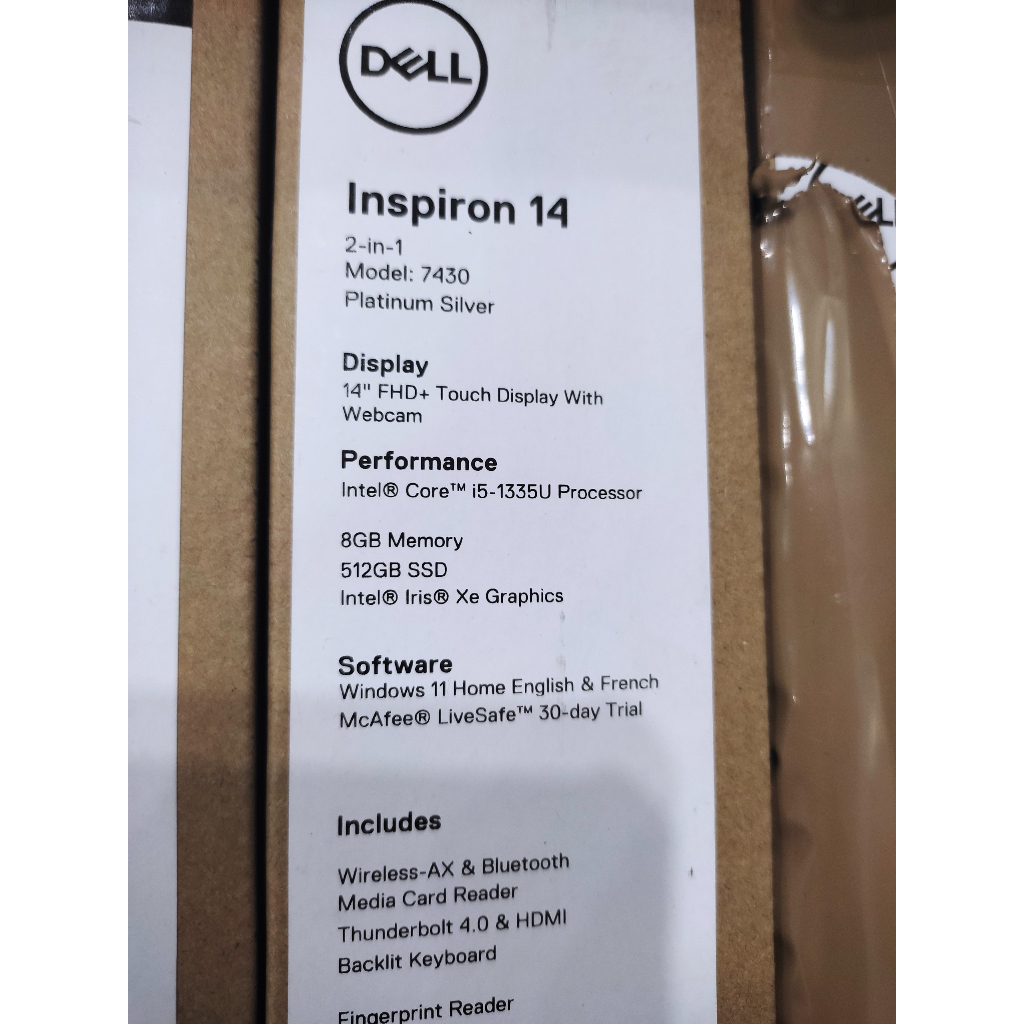 DELL
Inspiron 14
2-in-1
Model: 7430
Platinum Silver
Display
14" FHD+ Touch Display With
Webcam
Performance
Intel® Core™ i5-1335U Processor
8GB Memory
512GB SSD
Intel® Iris® Xe Graphics
Software
Windows 11 Home English & French
McAfee® LiveSafe™ 30-day Trial
Includes
Wireless-AX & Bluetooth
Media Card Reader
Thunderbolt 4.0 & HDMI
Backlit Keyboard
Fingerprint Reader